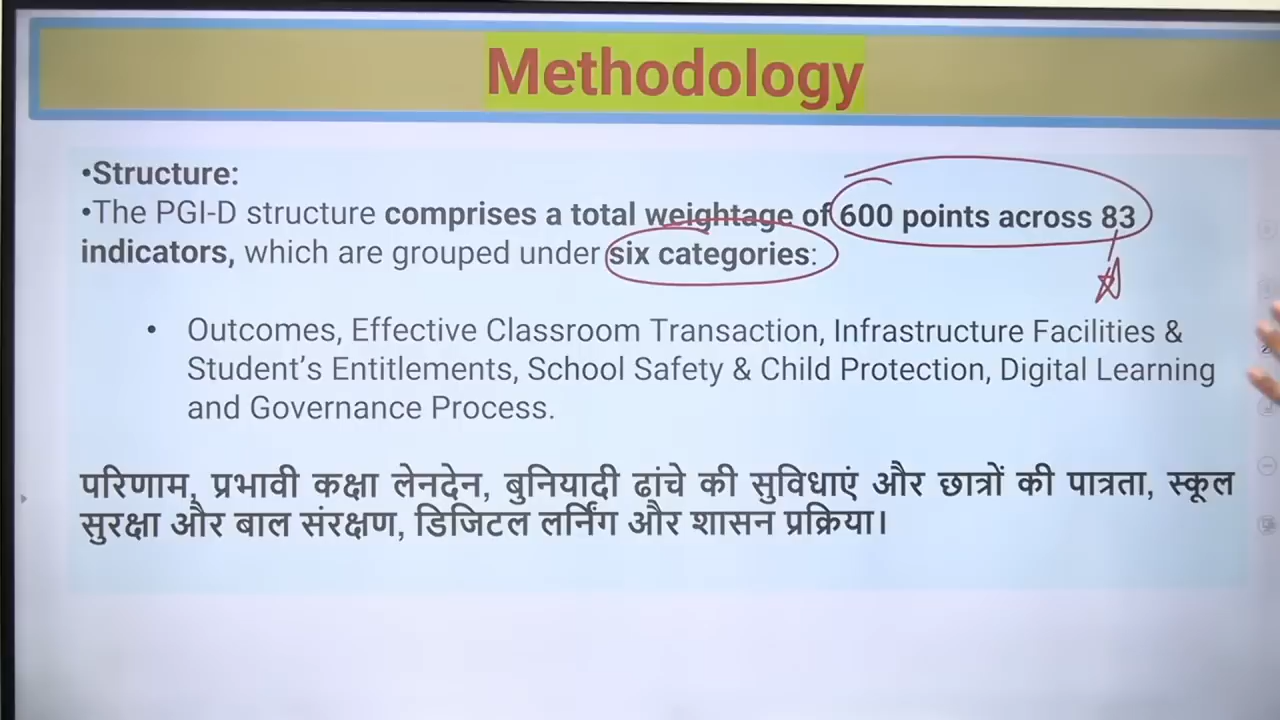 Methodology
•Structure:
•The PGI-D structure comprises a total weightage of 600 points across 83
indicators, which are grouped under six categories:
• Outcomes, Effective Classroom Transaction, Infrastructure Facilities &
Student's Entitlements, School Safety & Child Protection, Digital Learning
and Governance Process.
परिणाम, प्रभावी कक्षा लेनदेन, बुनियादी ढांचे की सुविधाएं और छात्रों की पात्रता, स्कूल
सुरक्षा और बाल संरक्षण, डिजिटल लर्निंग और शासन प्रक्रिया।